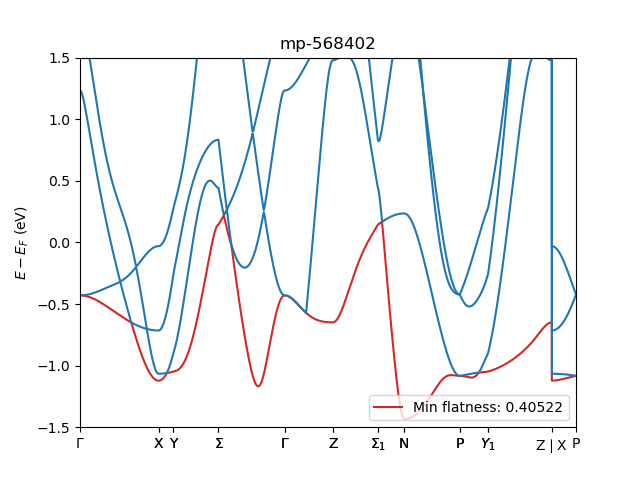 mp-568402
1.5
1.0
0.5
0.0
−0.5
−1.0
−1.5
E − E_F (eV)
Min flatness: 0.40522
Γ X Y Σ Γ Z Σ₁ N P Y₁ Z | X P